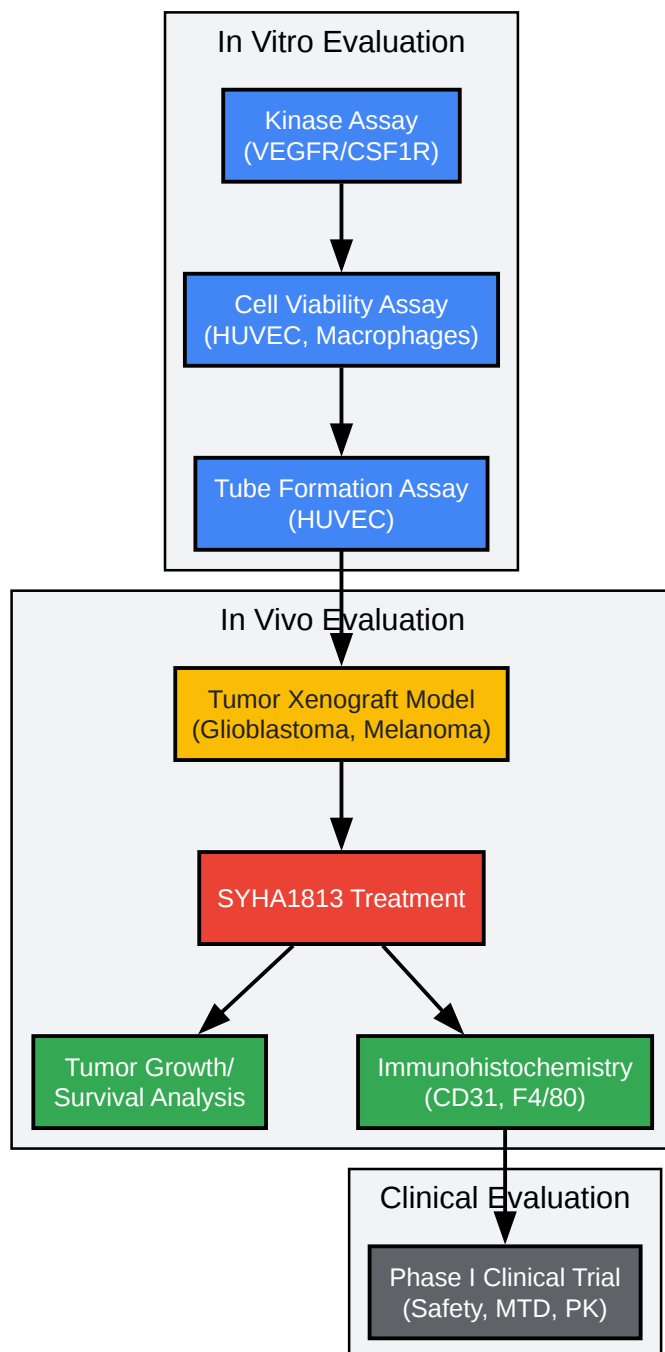 In Vitro Evaluation
Kinase Assay
(VEGFR/CSF1R)
Cell Viability Assay
(HUVEC, Macrophages)
Tube Formation Assay
(HUVEC)
In Vivo Evaluation
Tumor Xenograft Model
(Glioblastoma, Melanoma)
SYHA1813 Treatment
Tumor Growth/
Survival Analysis
Immunohistochemistry
(CD31, F4/80)
Clinical Evaluation
Phase I Clinical Trial
(Safety, MTD, PK)